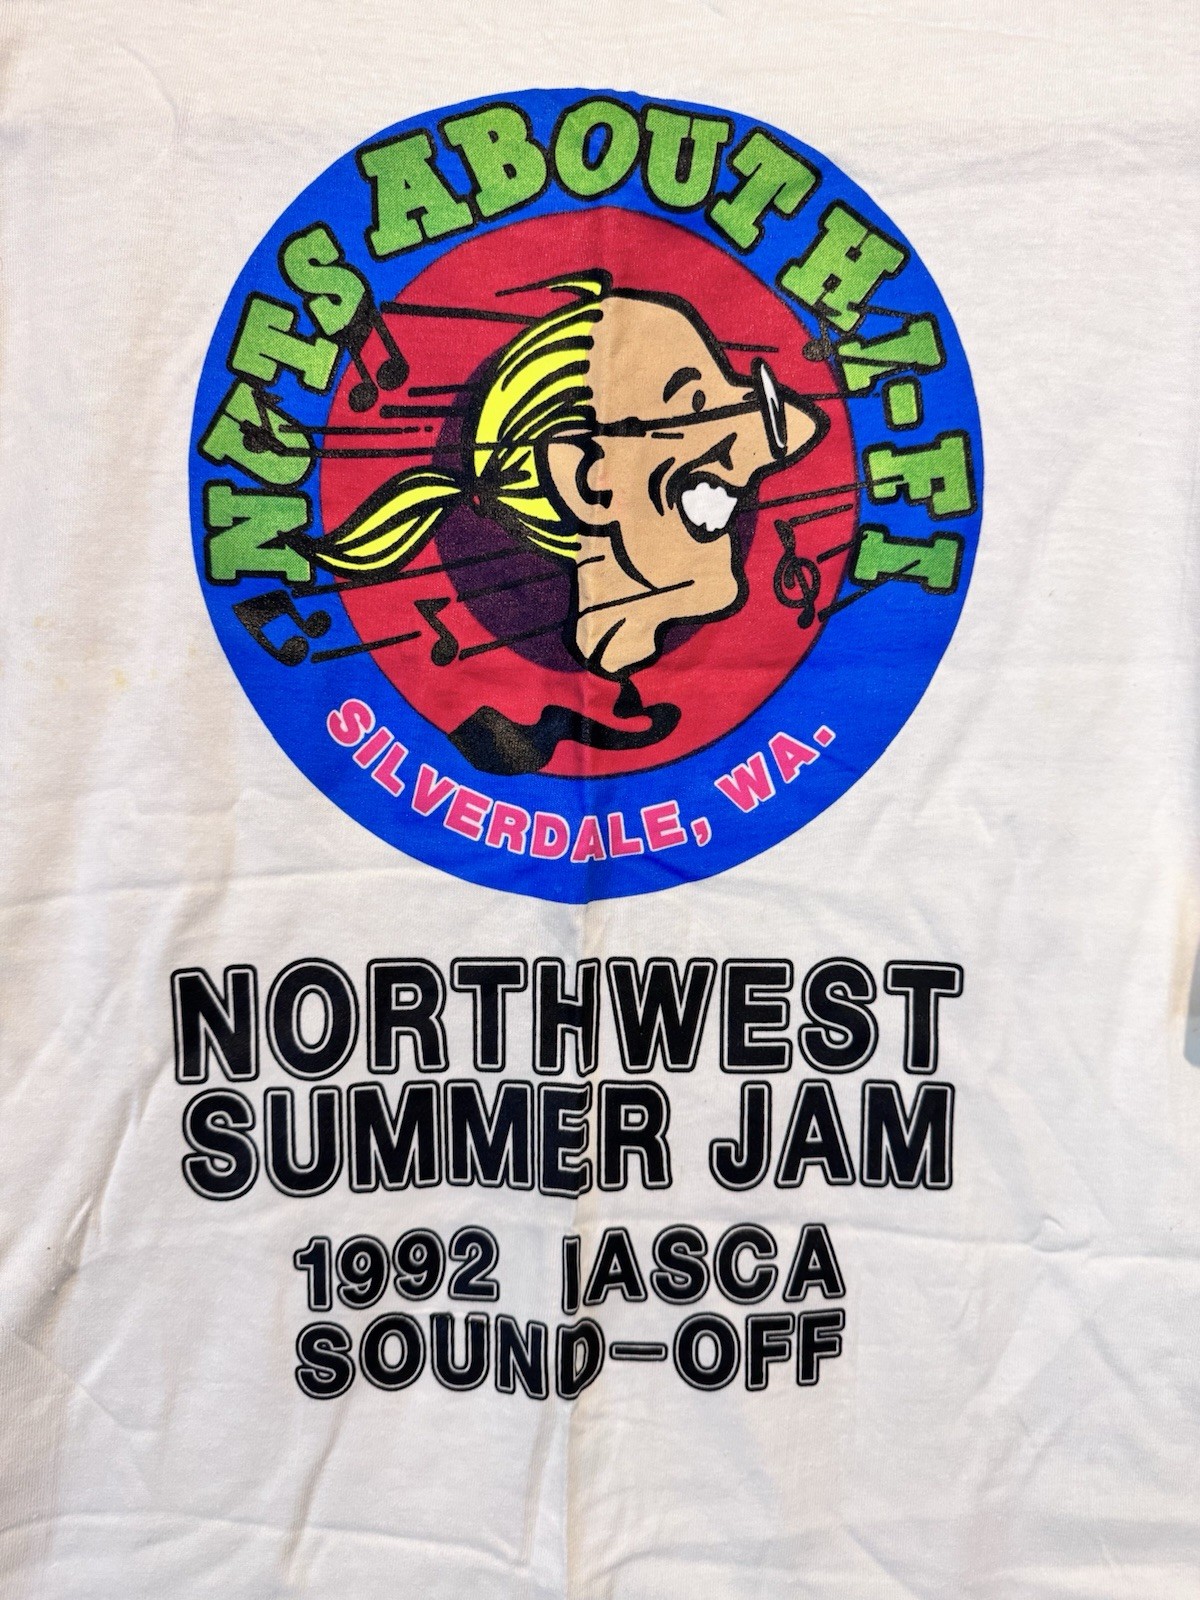 NUTS ABOUT HI-FI
SILVERDALE, WA.
NORTHWEST
SUMMER JAM
1992 IASCA
SOUND-OFF